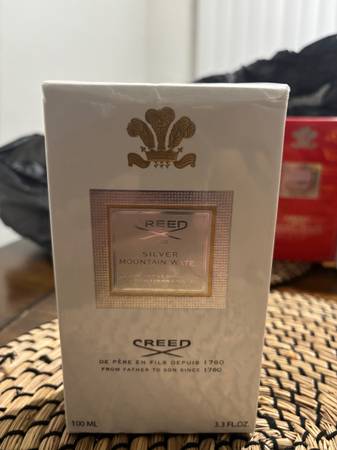 CREED
SILVER
MOUNTAIN WATER
CREED
DE PÈRE EN FILS DEPUIS 1760
FROM FATHER TO SON SINCE 1760
100 ML
3.3 FL.OZ.